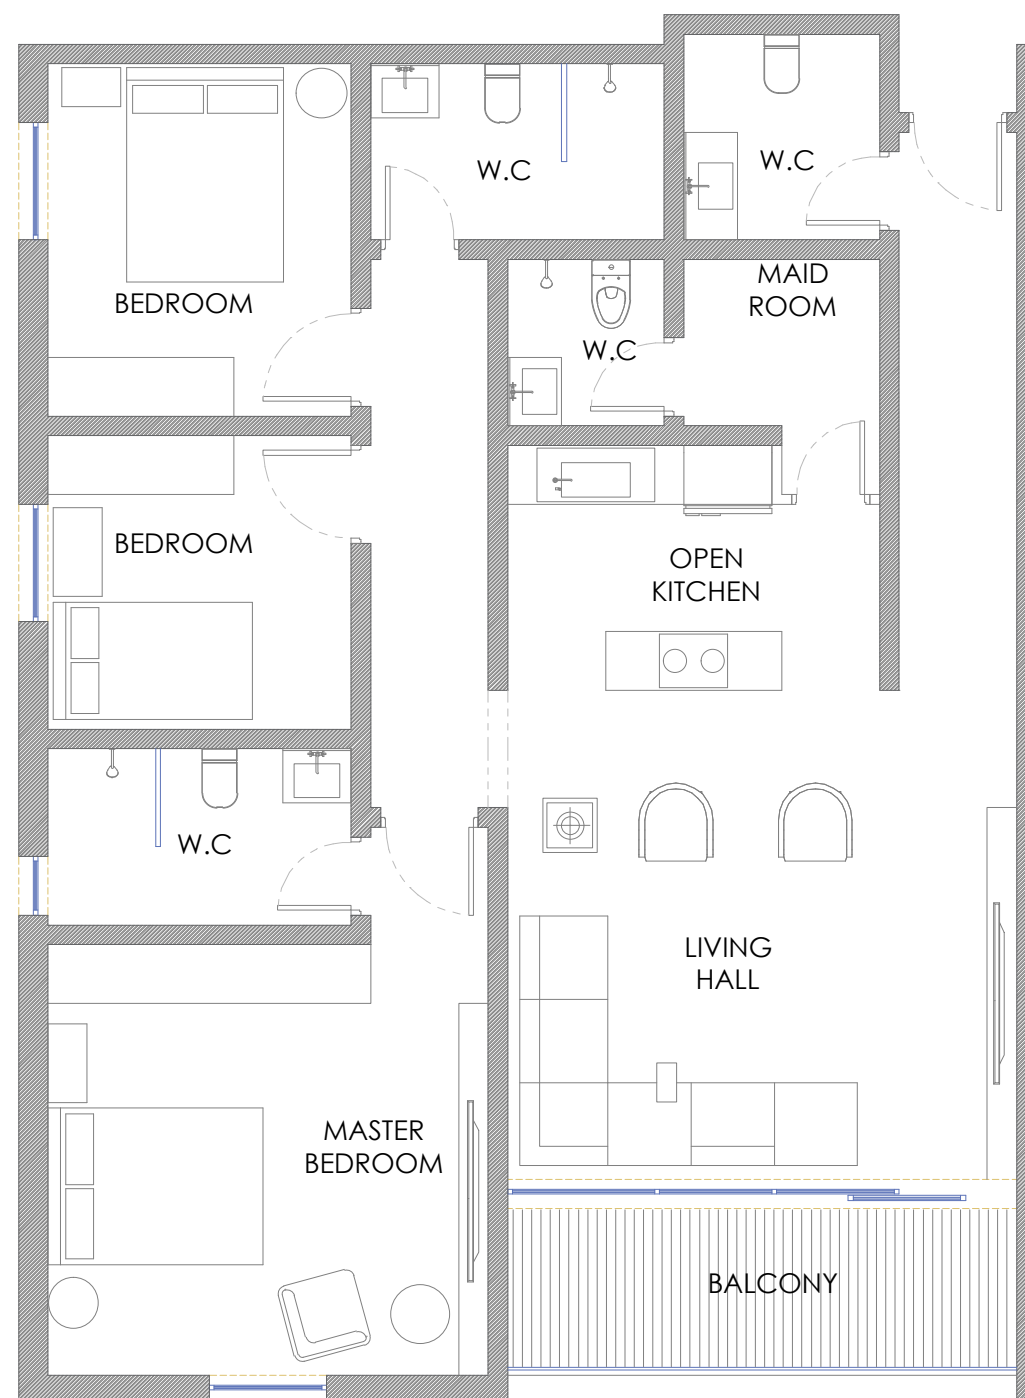 W.C
W.C
MAID
ROOM
BEDROOM
W.C
BEDROOM
OPEN
KITCHEN
W.C
LIVING
HALL
MASTER
BEDROOM
BALCONY